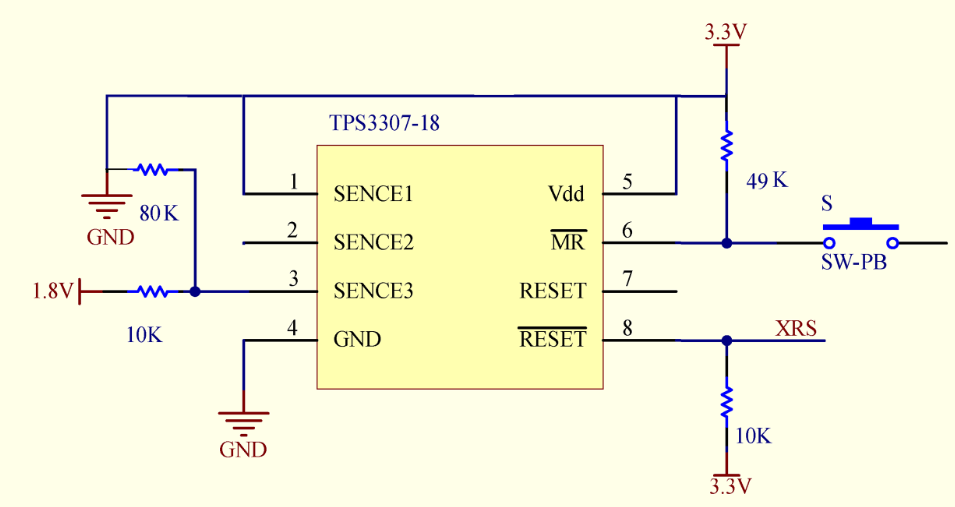 3.3V
TPS3307-18
49 K
80 K
GND
1 SENCE1
Vdd 5
2 SENCE2
MR 6
S
SW-PB
1.8V
10K
3 SENCE3
RESET 7
4 GND
RESET 8
XRS
GND
10K
3.3V